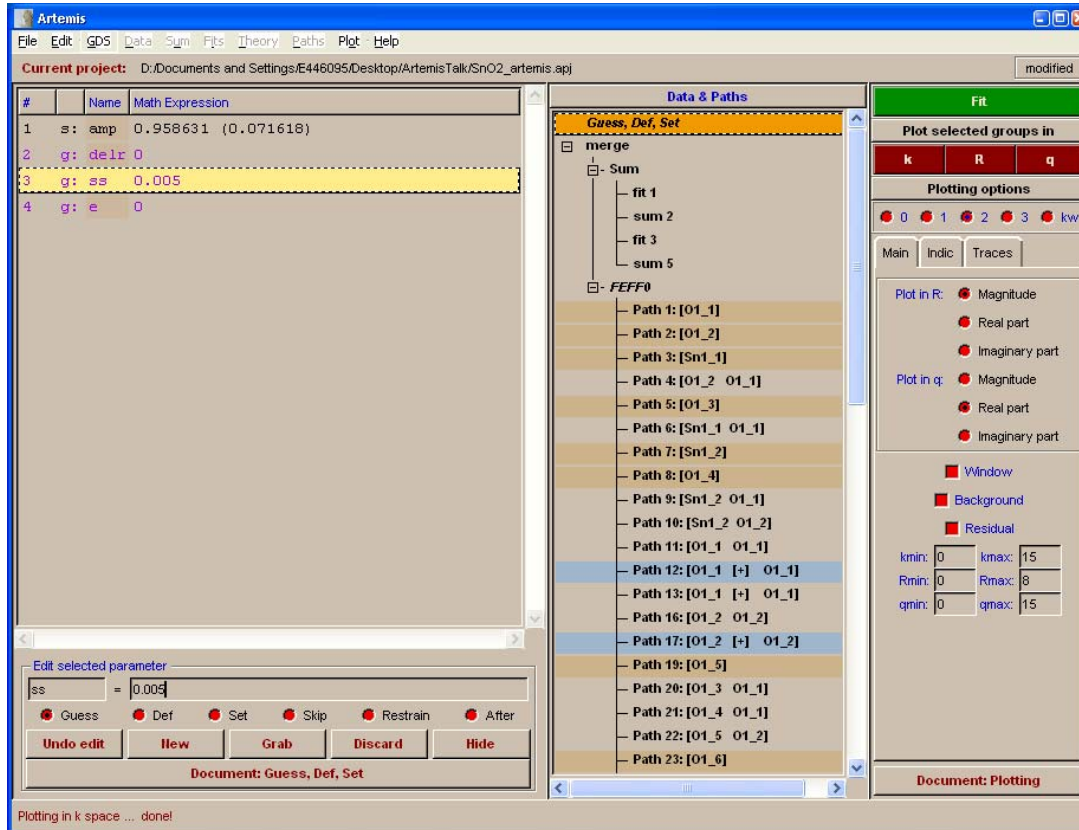 Artemis
File Edit GDS Data Sum Fits Theory Paths Plot Help
Current project: D:/Documents and Settings/E446095/Desktop/ArtemisTalk/SnO2_artemis.apj
modified
# Name Math Expression
1 s: amp 0.958631 (0.071618)
2 g: delr 0
3 g: ss 0.005
4 g: e 0
Edit selected parameter
ss = 0.005
Guess Def Set Skip Restrain After
Undo edit New Grab Discard Hide
Document: Guess, Def, Set
Data & Paths
Guess, Def, Set
merge
Sum
fit 1
sum 2
fit 3
sum 5
FEFF0
Path 1: [O1_1]
Path 2: [O1_2]
Path 3: [Sn1_1]
Path 4: [O1_2 O1_1]
Path 5: [O1_3]
Path 6: [Sn1_1 O1_1]
Path 7: [Sn1_2]
Path 8: [O1_4]
Path 9: [Sn1_2 O1_1]
Path 10: [Sn1_2 O1_2]
Path 11: [O1_1 O1_1]
Path 12: [O1_1 [+] O1_1]
Path 13: [O1_1 [+] O1_1]
Path 16: [O1_2 O1_2]
Path 17: [O1_2 [+] O1_2]
Path 19: [O1_5]
Path 20: [O1_3 O1_1]
Path 21: [O1_4 O1_1]
Path 22: [O1_5 O1_2]
Path 23: [O1_6]
Fit
Plot selected groups in
k R q
Plotting options
0 1 2 3 kw
Main Indic Traces
Plot in R: Magnitude
Real part
Imaginary part
Plot in q: Magnitude
Real part
Imaginary part
Window
Background
Residual
kmin: 0 kmax: 15
Rmin: 0 Rmax: 8
qmin: 0 qmax: 15
Document: Plotting
Plotting in k space ... done!